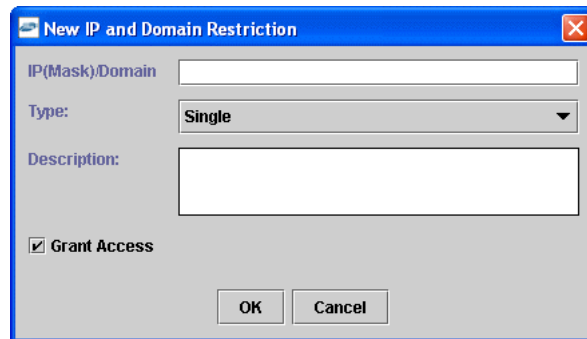 New IP and Domain Restriction
IP(Mask)/Domain
Type:
Single
Description:
Grant Access
OK
Cancel